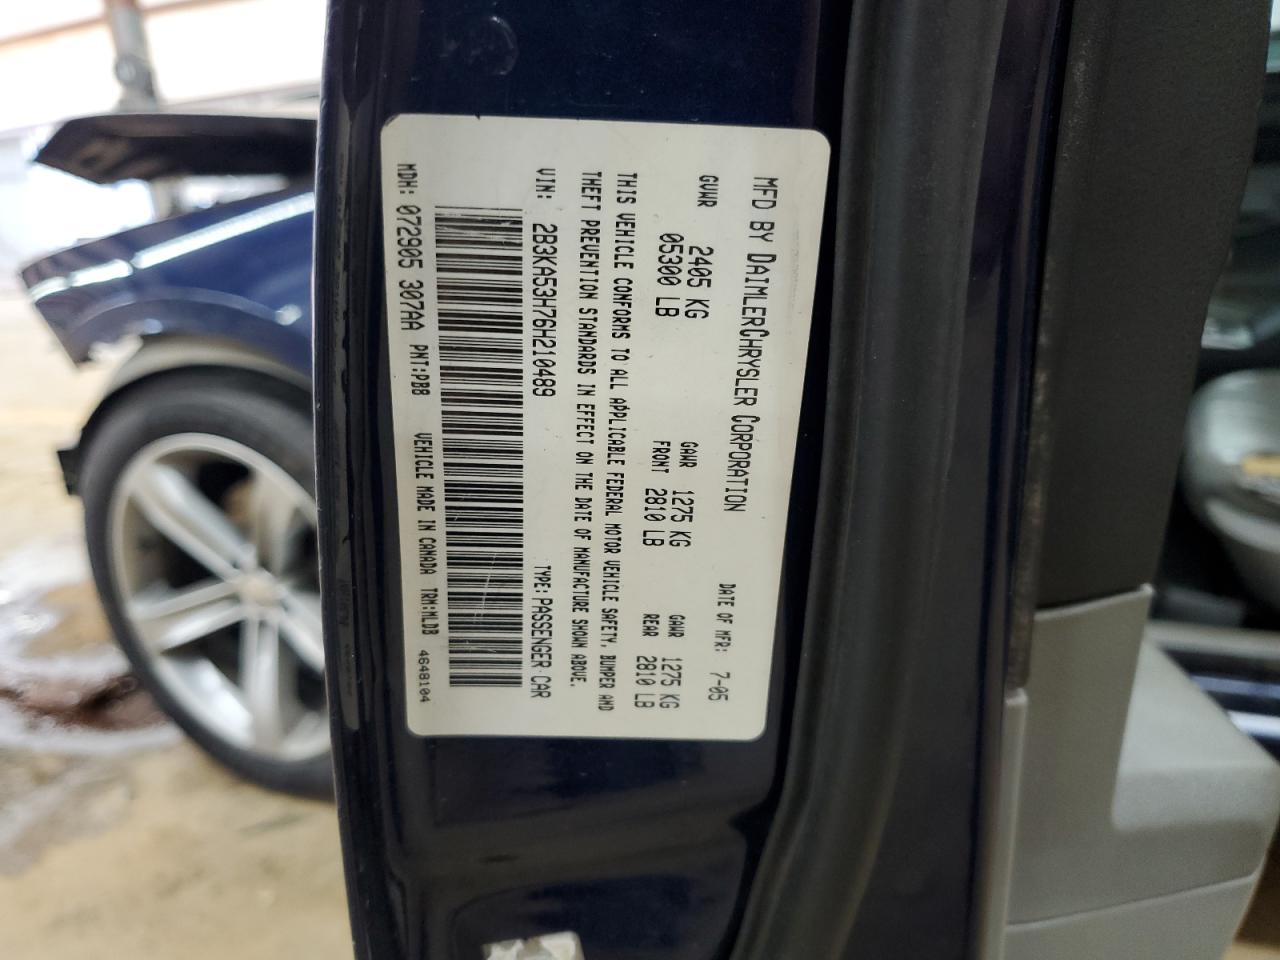 MFD BY DAIMLERCHRYSLER CORPORATION
DATE OF MFR: 7-05
GVWR 2405 KG
05300 LB
GAWR FRONT 1275 KG
2810 LB
GAWR REAR 1275 KG
2810 LB
THIS VEHICLE CONFORMS TO ALL APPLICABLE FEDERAL MOTOR VEHICLE SAFETY, BUMPER AND
THEFT PREVENTION STANDARDS IN EFFECT ON THE DATE OF MANUFACTURE SHOWN ABOVE.
VIN: 2B3KA53H76H210489 TYPE: PASSENGER CAR
MDH: 072905 307AA PNT:PB8 VEHICLE MADE IN CANADA TRM:MLDB 4648104